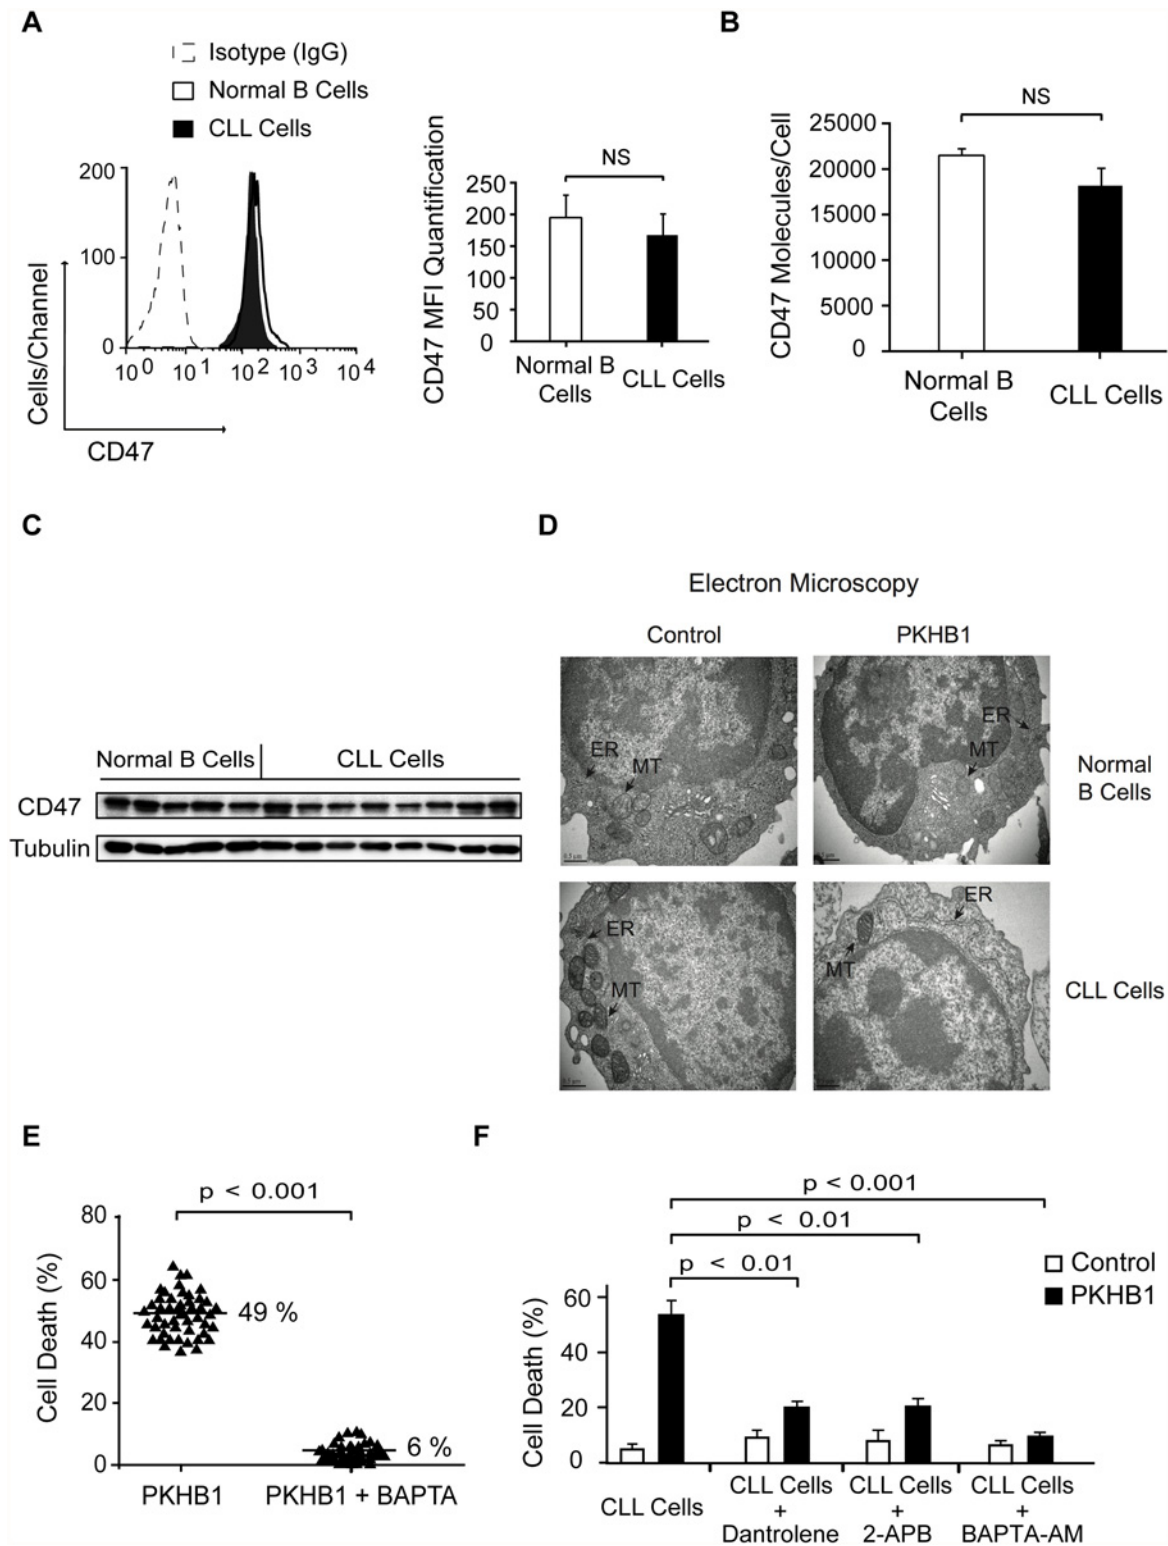 A
Isotype (IgG)
Normal B Cells
CLL Cells
200
100
0
10^0 10^1 10^2 10^3 10^4
Cells/Channel
CD47
CD47 MFI Quantification
NS
250
200
150
100
50
0
Normal B
Cells
CLL Cells
B
CD47 Molecules/Cell
NS
25000
20000
15000
10000
5000
0
Normal B
Cells
CLL Cells
C
Normal B Cells
CLL Cells
CD47
Tubulin
D
Electron Microscopy
Control
PKHB1
ER
MT
ER
MT
Normal
B Cells
ER
MT
ER
MT
CLL Cells
E
p < 0.001
Cell Death (%)
80
60
40
20
0
49 %
6 %
PKHB1
PKHB1 + BAPTA
F
p < 0.001
p < 0.01
p < 0.01
Control
PKHB1
Cell Death (%)
60
40
20
0
CLL Cells
CLL Cells
+
Dantrolene
CLL Cells
+
2-APB
CLL Cells
+
BAPTA-AM